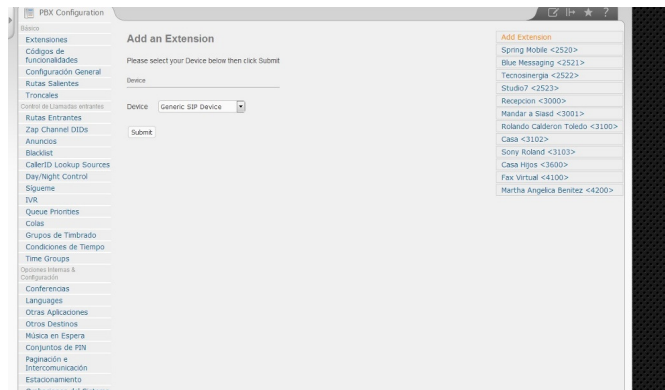 PBX Configuration
Básico
Extensiones
Códigos de
funcionalidades
Configuración General
Rutas Salientes
Troncales
Control de Llamadas entrantes
Rutas Entrantes
Zap Channel DIDs
Anuncios
Blacklist
CallerID Lookup Sources
Day/Night Control
Sígueme
IVR
Queue Priorities
Colas
Grupos de Timbrado
Condiciones de Tiempo
Time Groups
Opciones Internas &
Configuración
Conferencias
Languages
Otras Aplicaciones
Otros Destinos
Música en Espera
Conjuntos de PIN
Paginación e
Intercomunicación
Estacionamiento
Add an Extension
Please select your Device below then click Submit
Device
Device Generic SIP Device
Submit
Add Extension
Spring Mobile <2520>
Blue Messaging <2521>
Tecnosinergia <2522>
Studio7 <2523>
Recepcion <3000>
Mandar a Siasd <3001>
Rolando Calderon Toledo <3100>
Casa <3102>
Sony Roland <3103>
Casa Hijos <3600>
Fax Virtual <4100>
Martha Angelica Benitez <4200>